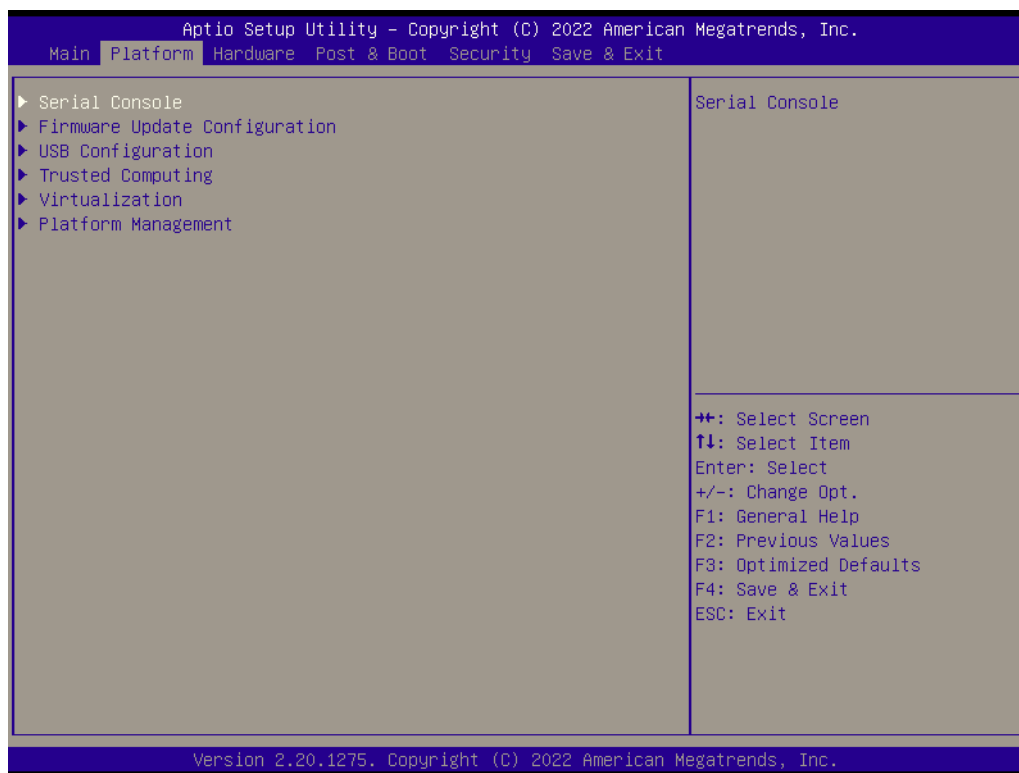 Aptio Setup Utility – Copyright (C) 2022 American Megatrends, Inc.
Main Platform Hardware Post & Boot Security Save & Exit
▶ Serial Console
▶ Firmware Update Configuration
▶ USB Configuration
▶ Trusted Computing
▶ Virtualization
▶ Platform Management
Serial Console
→←: Select Screen
↑↓: Select Item
Enter: Select
+/-: Change Opt.
F1: General Help
F2: Previous Values
F3: Optimized Defaults
F4: Save & Exit
ESC: Exit
Version 2.20.1275. Copyright (C) 2022 American Megatrends, Inc.